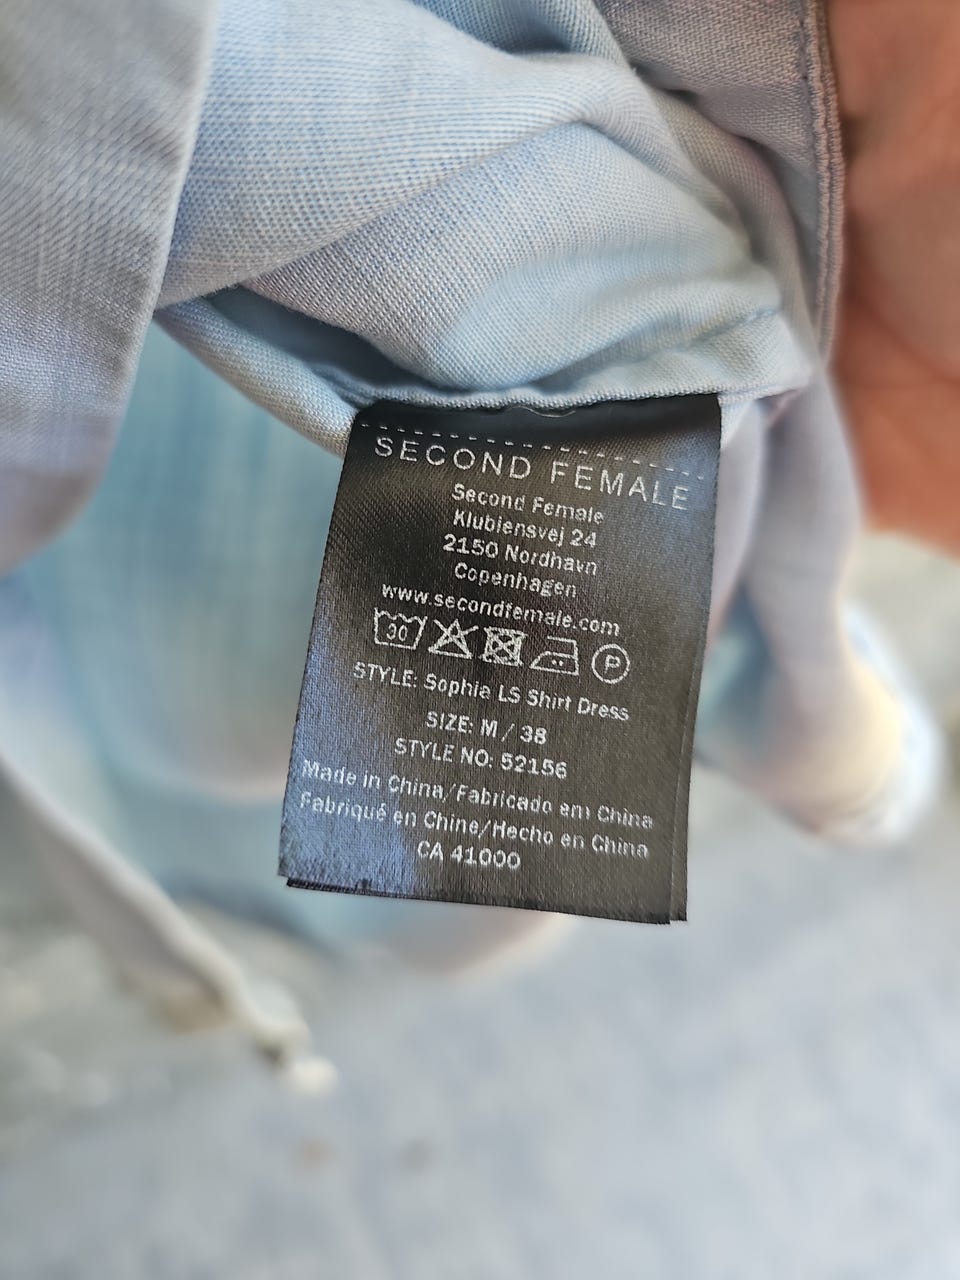 SECOND FEMALE
Second Female
Klubiensvej 24
2150 Nordhavn
Copenhagen
www.secondfemale.com
30 P
STYLE: Sophia LS Shirt Dress
SIZE: M / 38
STYLE NO: 52156
Made in China/Fabricado em China
Fabriqué en Chine/Hecho en China
CA 41000